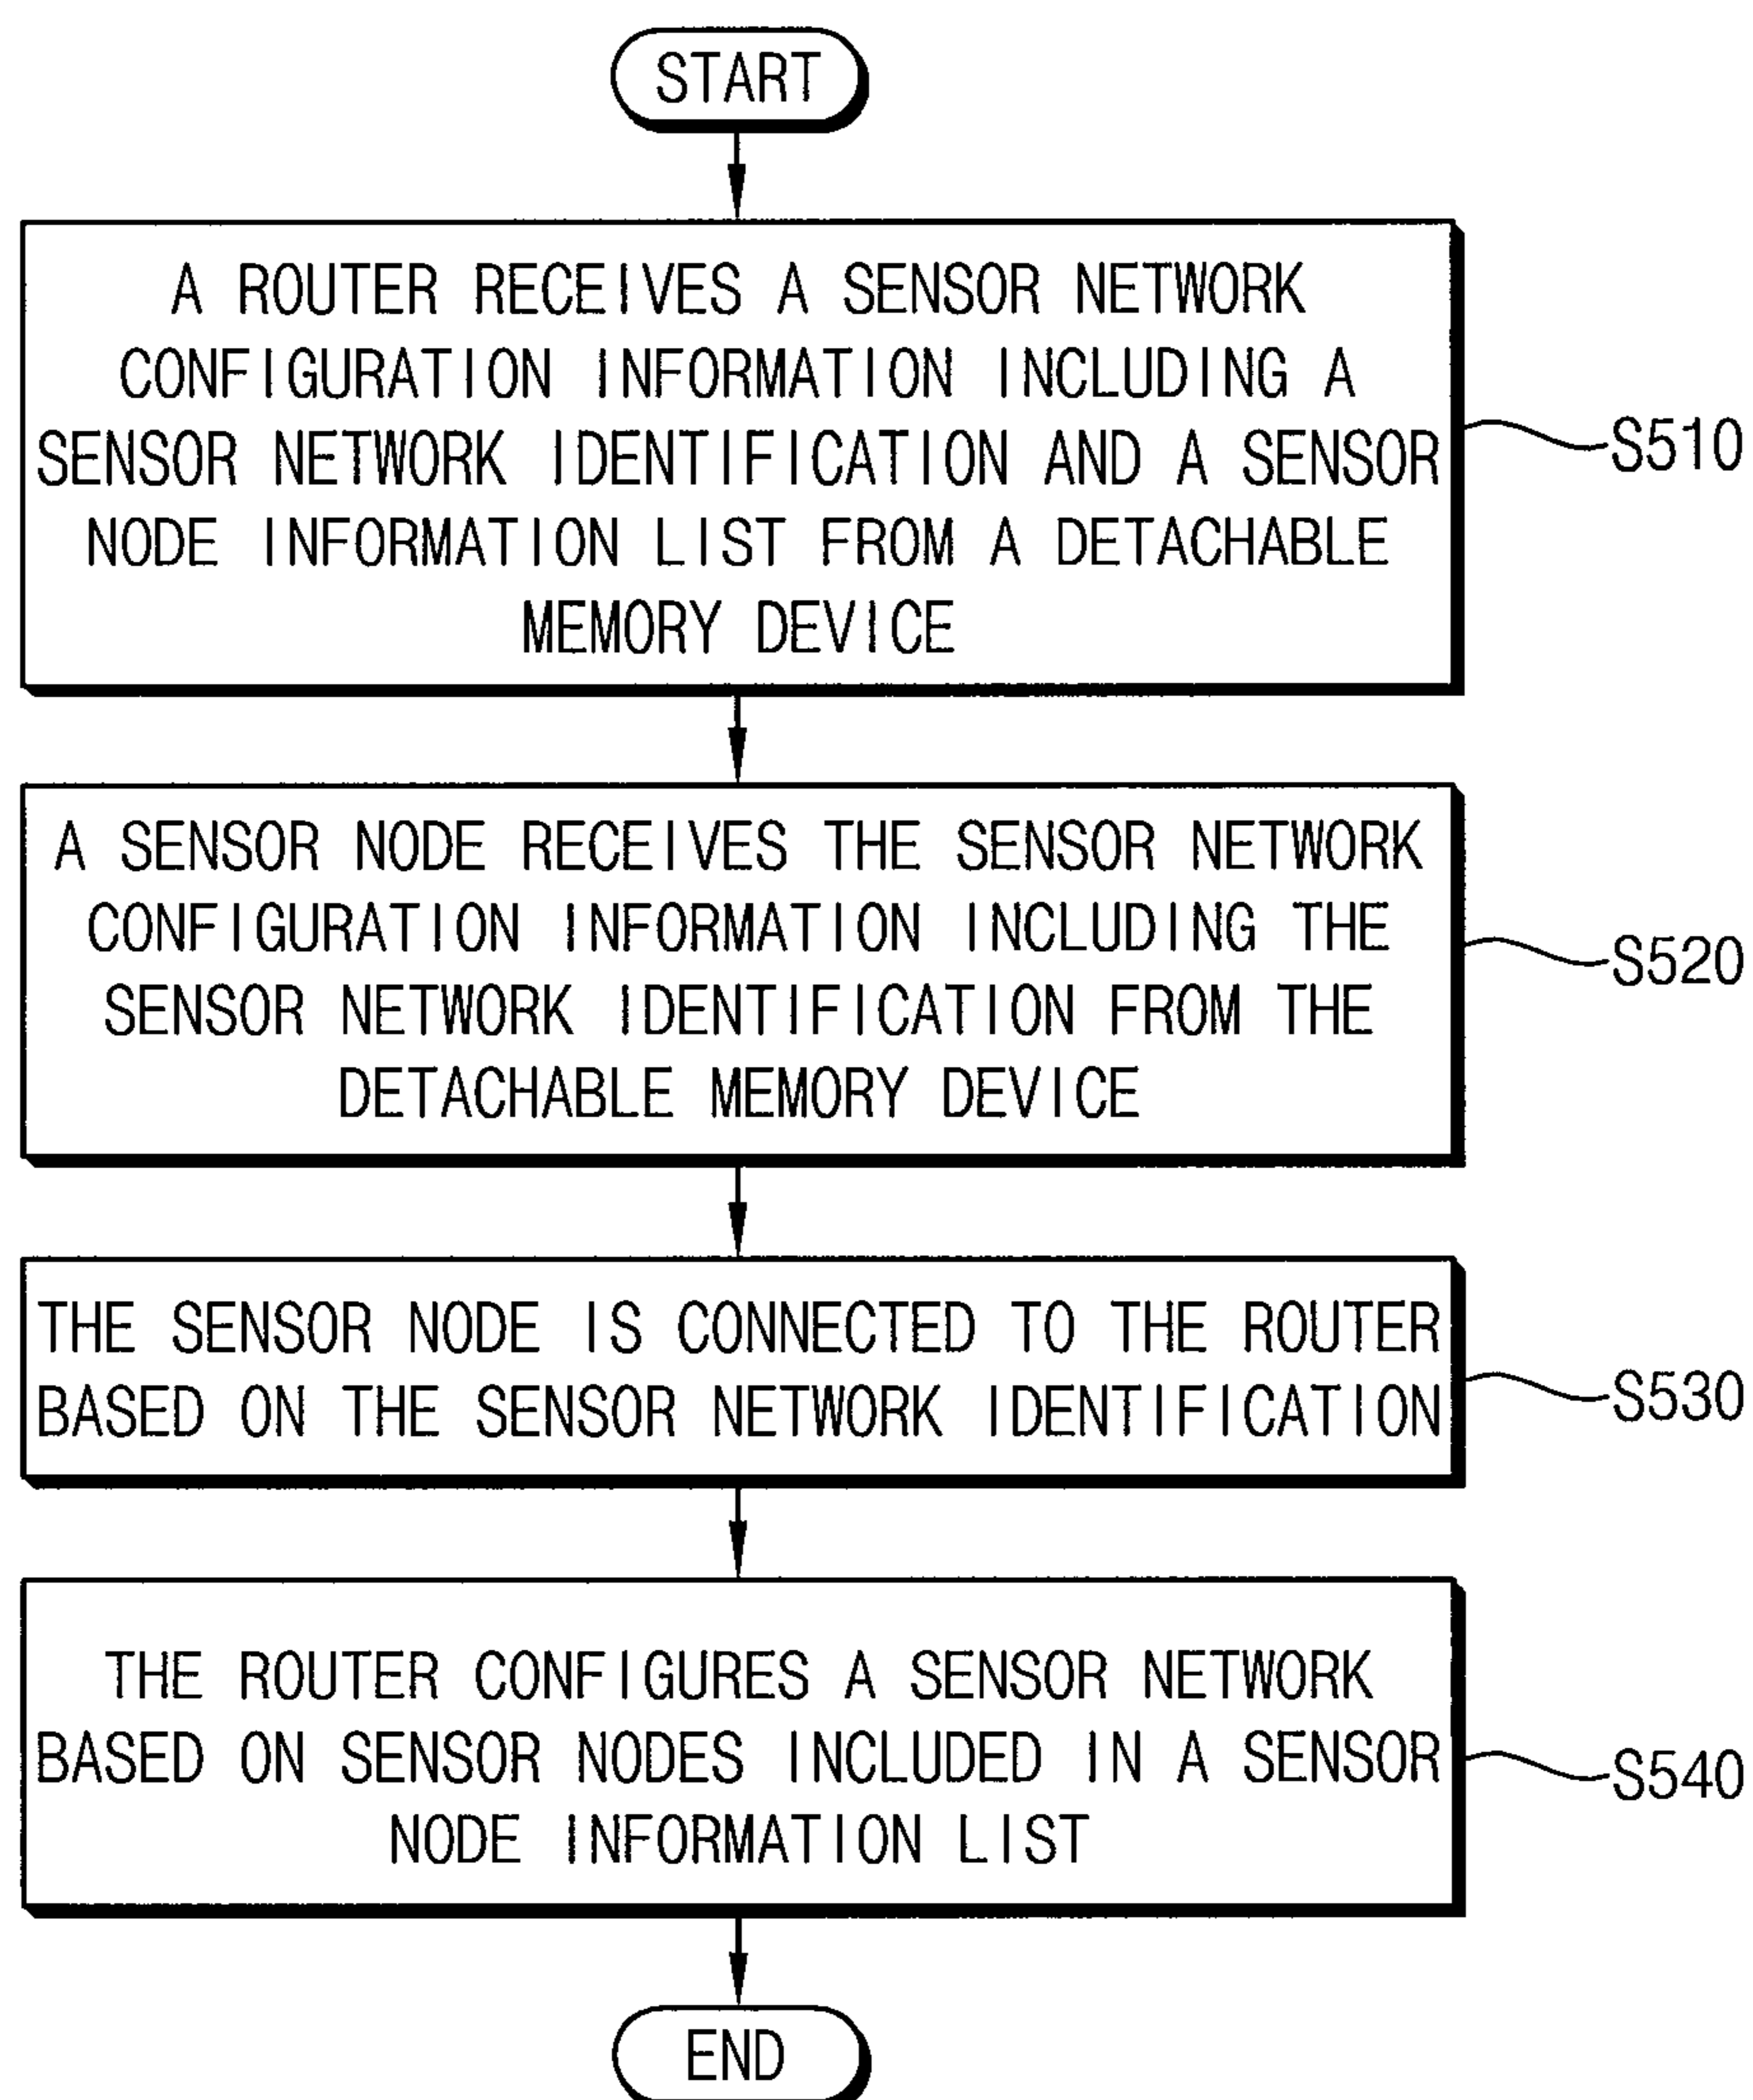 START
A ROUTER RECEIVES A SENSOR NETWORK
CONFIGURATION INFORMATION INCLUDING A
SENSOR NETWORK IDENTIFICATION AND A SENSOR
NODE INFORMATION LIST FROM A DETACHABLE
MEMORY DEVICE
S510
A SENSOR NODE RECEIVES THE SENSOR NETWORK
CONFIGURATION INFORMATION INCLUDING THE
SENSOR NETWORK IDENTIFICATION FROM THE
DETACHABLE MEMORY DEVICE
S520
THE SENSOR NODE IS CONNECTED TO THE ROUTER
BASED ON THE SENSOR NETWORK IDENTIFICATION
S530
THE ROUTER CONFIGURES A SENSOR NETWORK
BASED ON SENSOR NODES INCLUDED IN A SENSOR
NODE INFORMATION LIST
S540
END